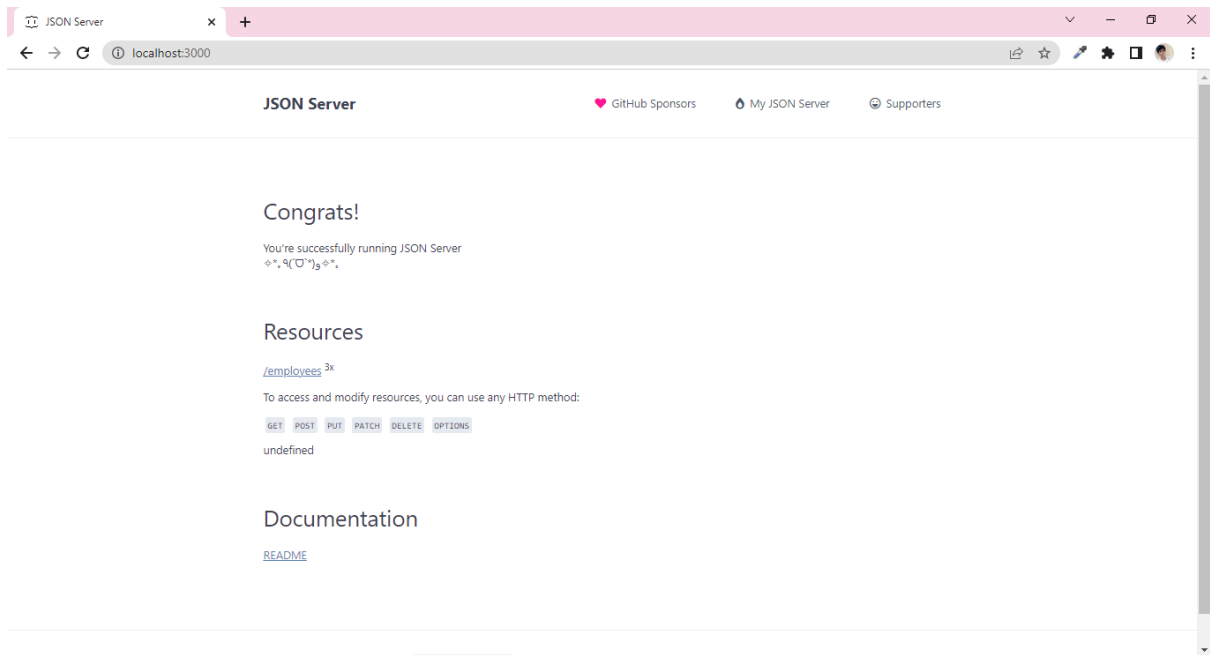 JSON Server
localhost:3000
JSON Server
GitHub Sponsors
My JSON Server
Supporters
Congrats!
You're successfully running JSON Server
✧*｡٩(ˊᗜˋ*)و✧*｡
Resources
/employees 3x
To access and modify resources, you can use any HTTP method:
GET POST PUT PATCH DELETE OPTIONS
undefined
Documentation
README